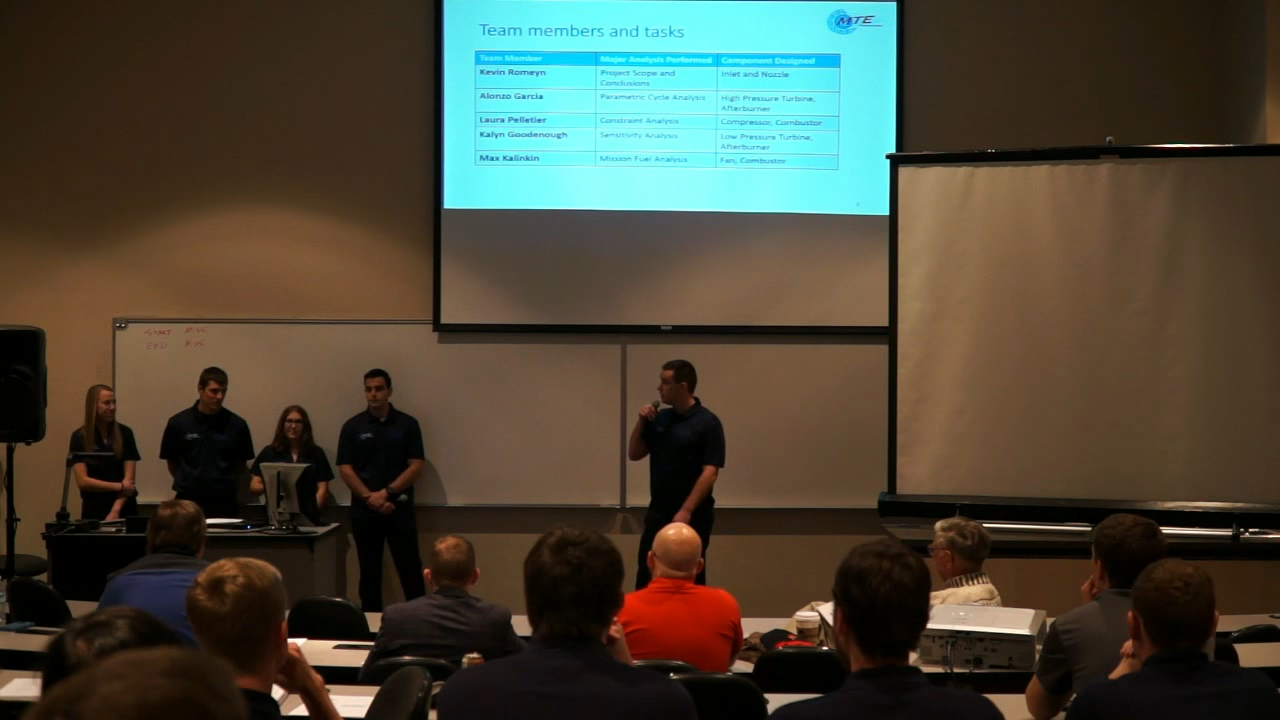 Team members and tasks
MTE
Team Member Major Analysis Performed Component Designed
Kevin Romeyn Project Scope and Conclusions Inlet and Nozzle
Alonzo Garcia Parametric Cycle Analysis High Pressure Turbine, Afterburner
Laura Pelletier Constraint Analysis Compressor, Combustor
Kalyn Goodenough Sensitivity Analysis Low Pressure Turbine, Afterburner
Max Kalinkin Mission Fuel Analysis Fan, Combustor
START
END